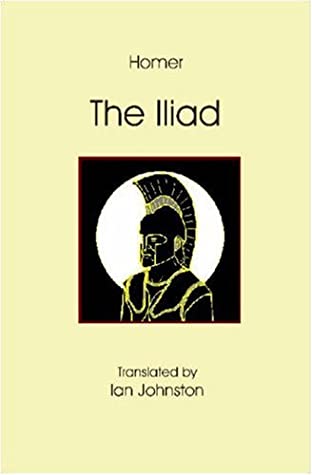 Homer
The Iliad
Translated by
Ian Johnston